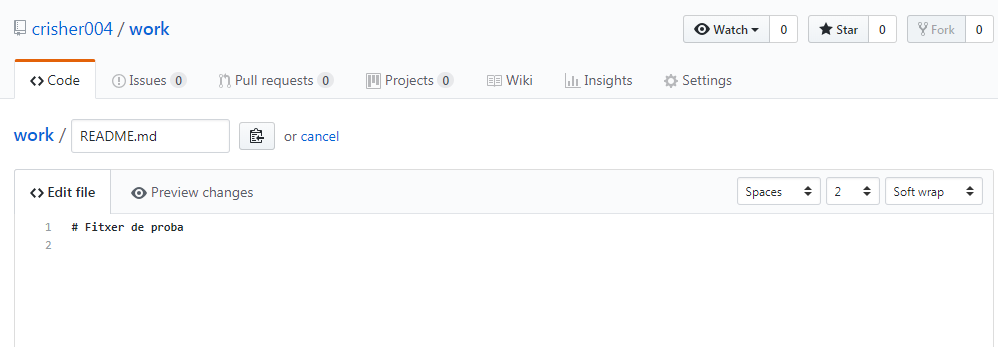 crisher004 / work
Watch 0 Star 0 Fork 0
Code Issues 0 Pull requests 0 Projects 0 Wiki Insights Settings
work / README.md or cancel
Edit file Preview changes Spaces 2 Soft wrap
1 # Fitxer de proba
2